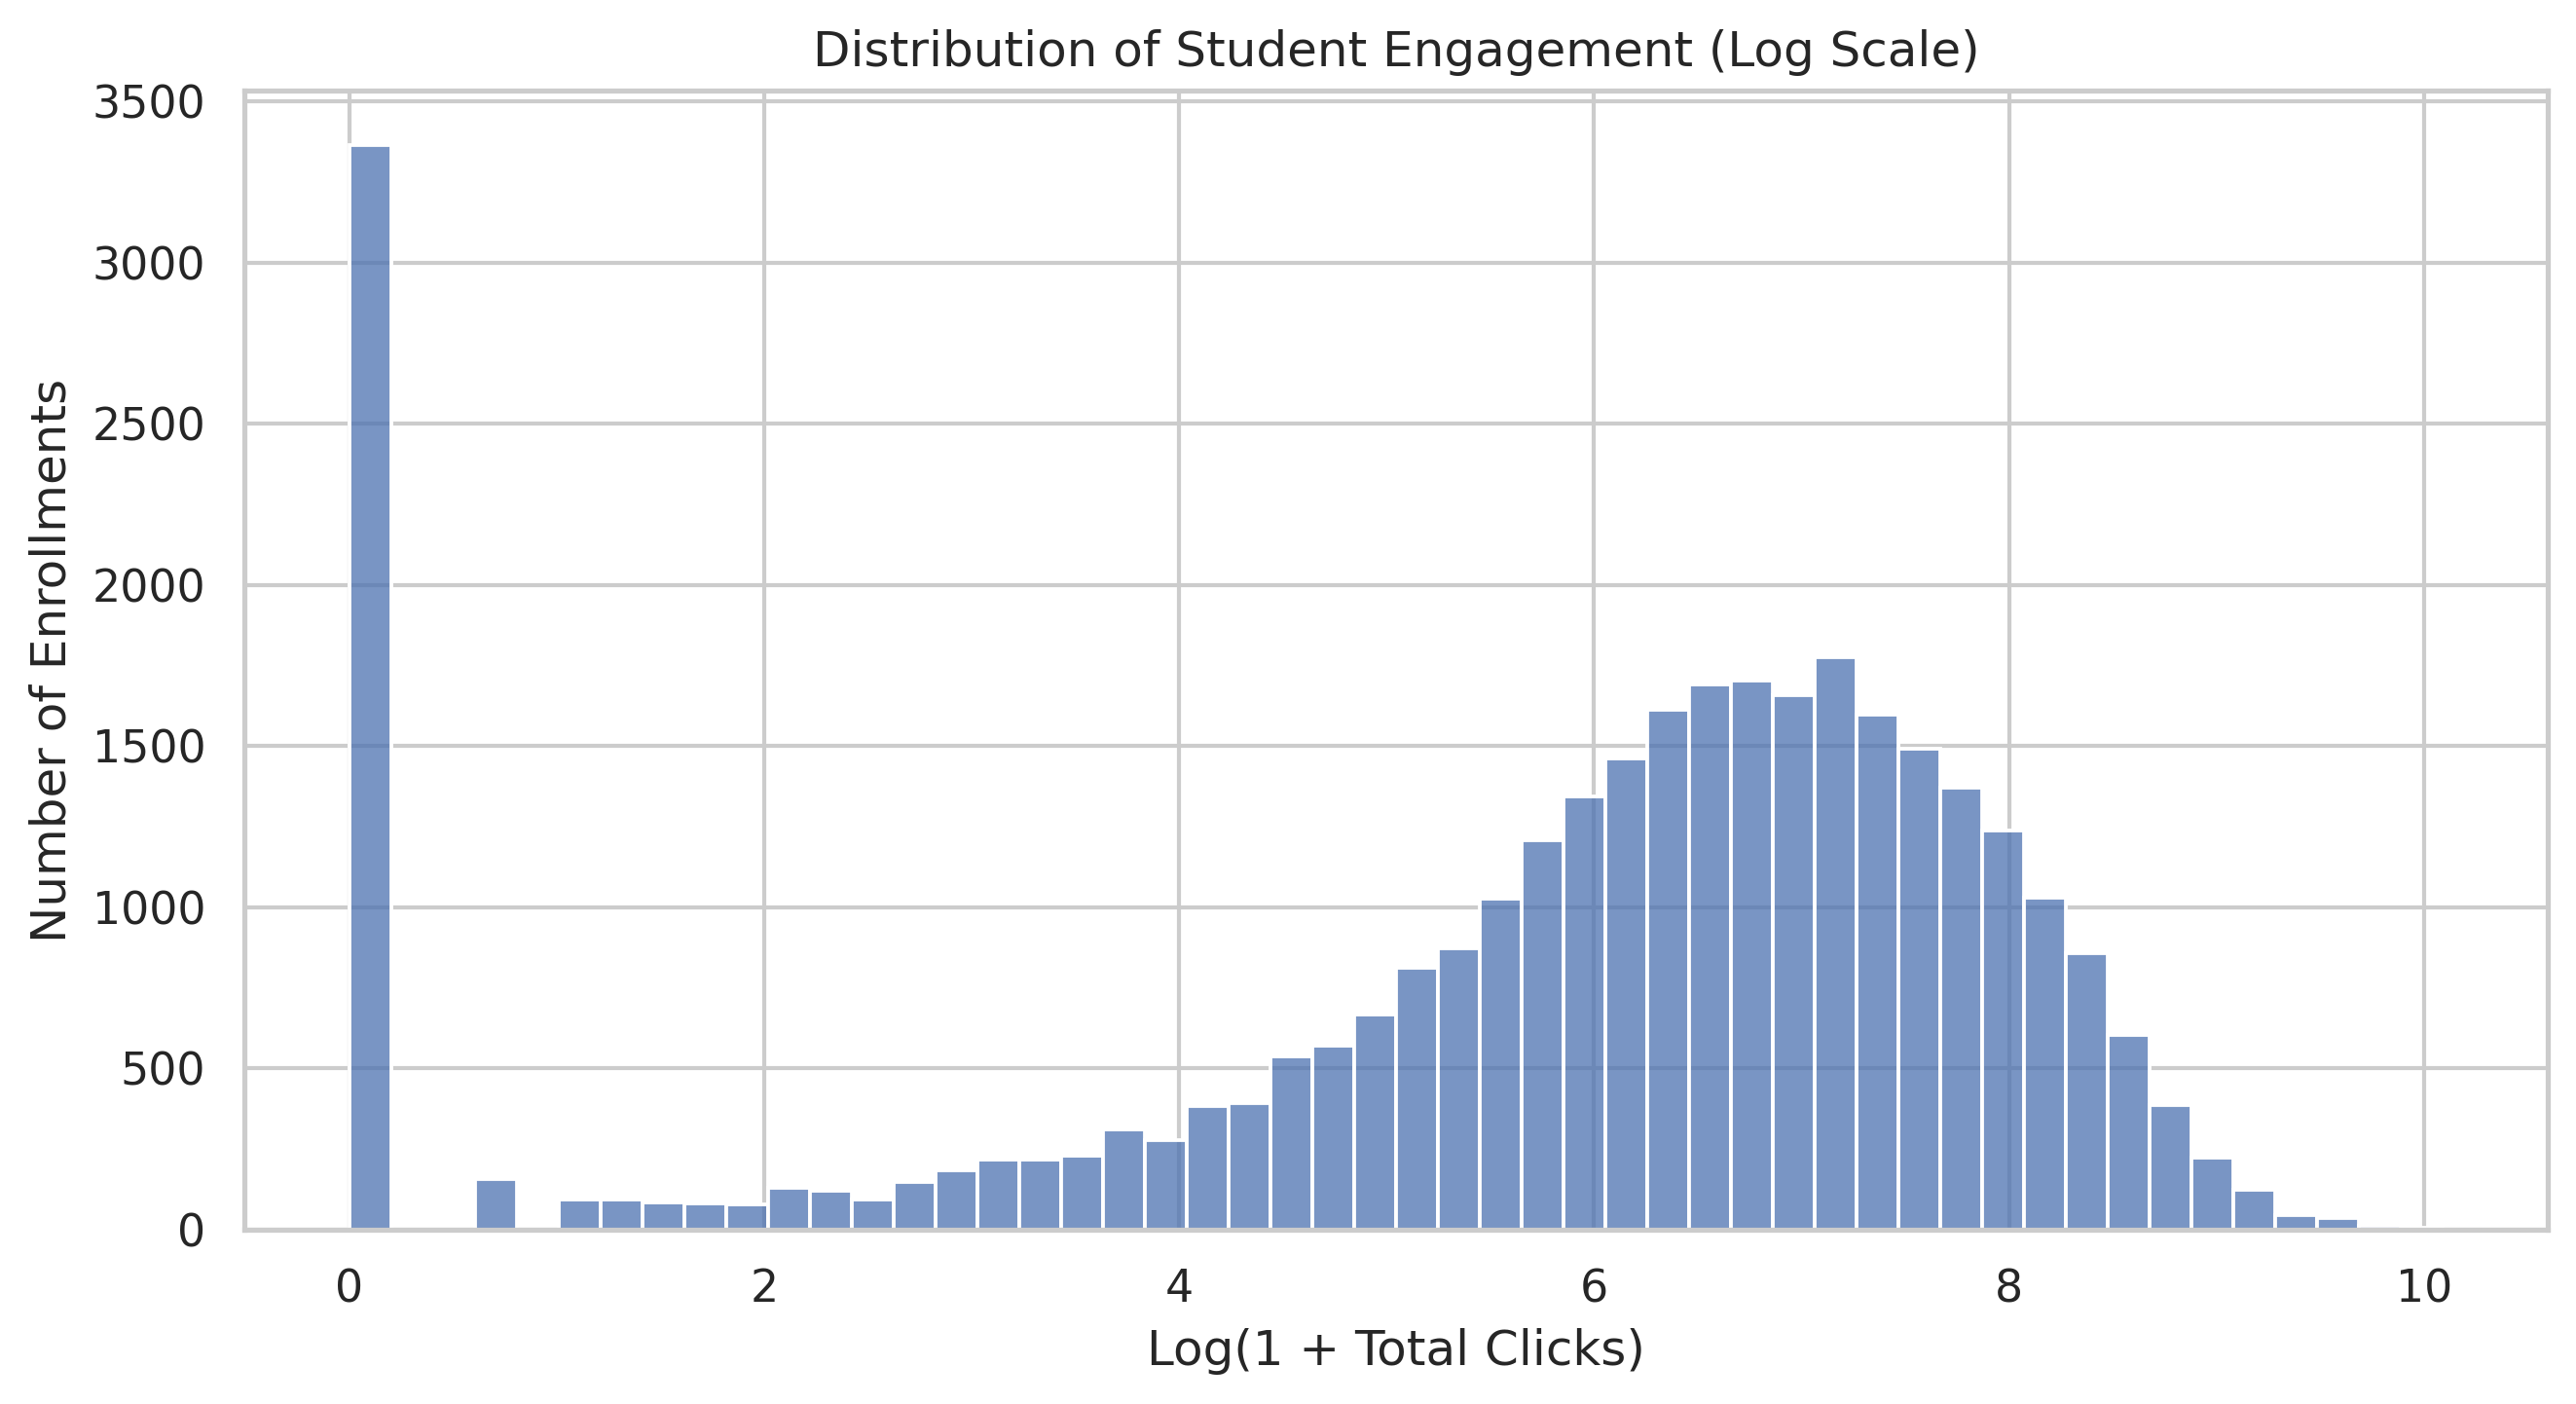 Distribution of Student Engagement (Log Scale)
Number of Enrollments
3500
3000
2500
2000
1500
1000
500
0
0 2 4 6 8 10
Log(1 + Total Clicks)